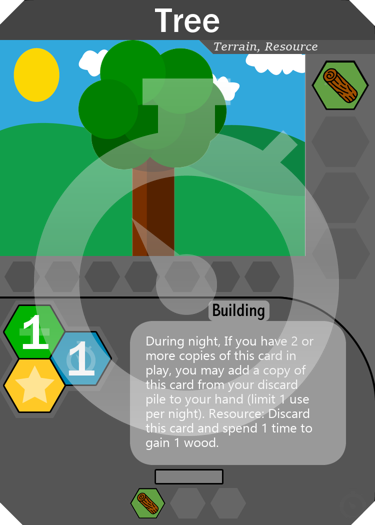 Tree
Terrain, Resource
Building
1
1
During night, If you have 2 or
more copies of this card in
play, you may add a copy of
this card from your discard
pile to your hand (limit 1 use
per night). Resource: Discard
this card and spend 1 time to
gain 1 wood.